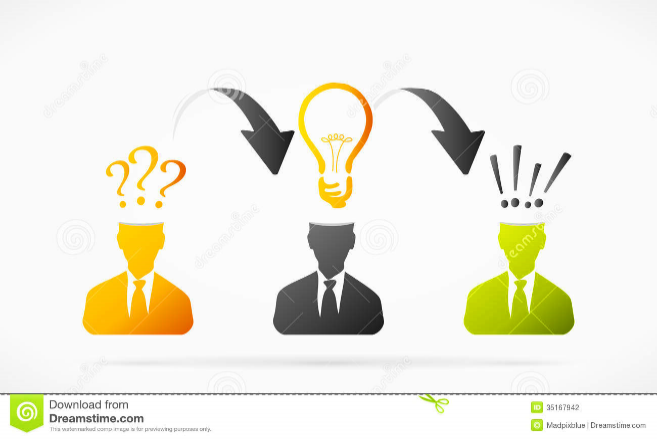 ???
!!!!
Download from
Dreamstime.com
This watermarked comp image is for previewing purposes only.
35167942
Madpixblue | Dreamstime.com